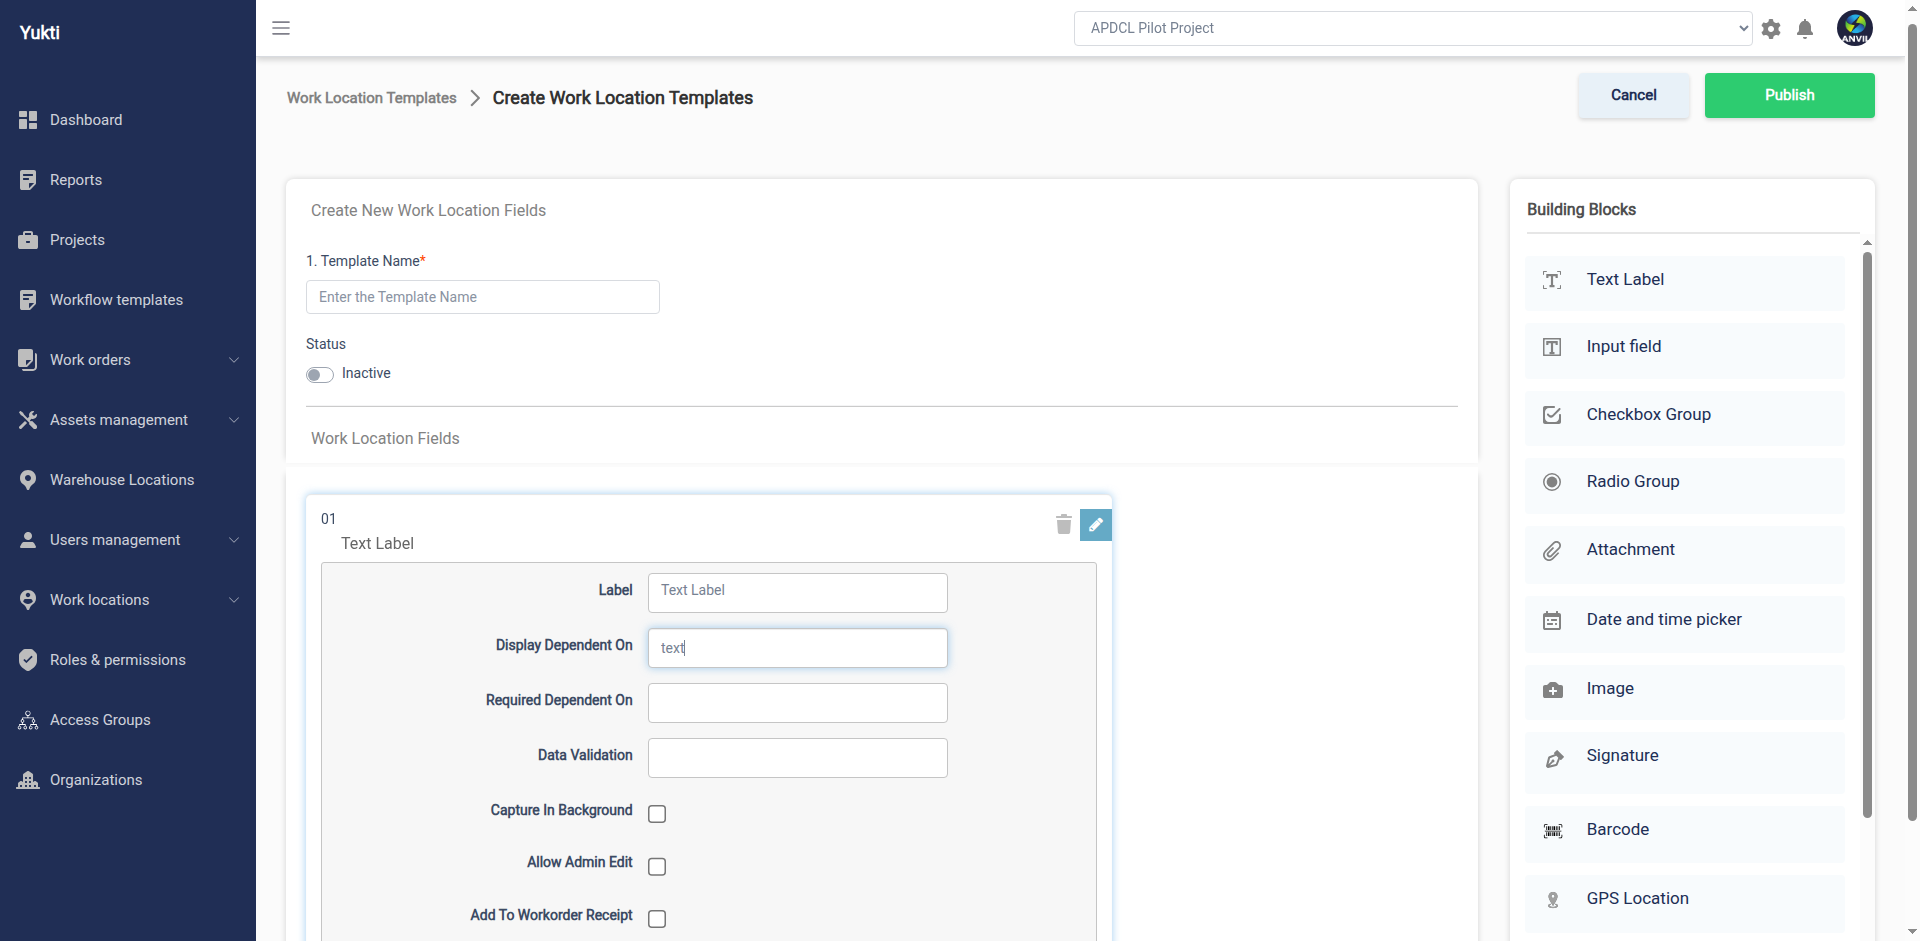 Yukti
APDCL Pilot Project
ANVIL
Dashboard
Reports
Projects
Workflow templates
Work orders
Assets management
Warehouse Locations
Users management
Work locations
Roles & permissions
Access Groups
Organizations
Work Location Templates
Create Work Location Templates
Cancel
Publish
Create New Work Location Fields
1. Template Name*
Enter the Template Name
Status
Inactive
Work Location Fields
01
Text Label
Label
Text Label
Display Dependent On
text
Required Dependent On
Data Validation
Capture In Background
Allow Admin Edit
Add To Workorder Receipt
Building Blocks
Text Label
Input field
Checkbox Group
Radio Group
Attachment
Date and time picker
Image
Signature
Barcode
GPS Location